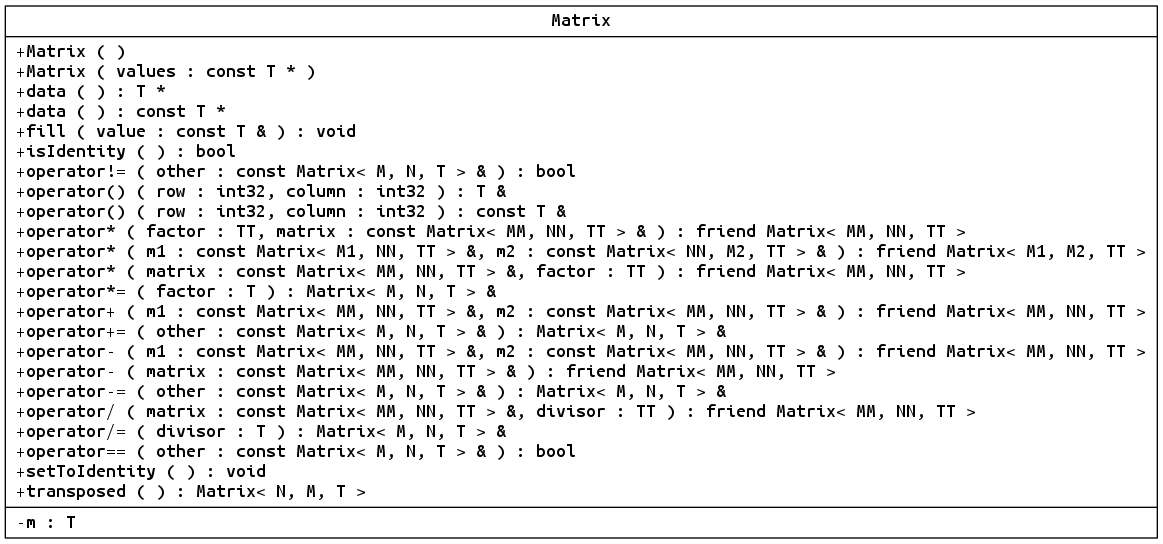 Matrix
+Matrix ( )
+Matrix ( values : const T * )
+data ( ) : T *
+data ( ) : const T *
+fill ( value : const T & ) : void
+isIdentity ( ) : bool
+operator!= ( other : const Matrix< M, N, T > & ) : bool
+operator() ( row : int32, column : int32 ) : T &
+operator() ( row : int32, column : int32 ) : const T &
+operator* ( factor : TT, matrix : const Matrix< MM, NN, TT > & ) : friend Matrix< MM, NN, TT >
+operator* ( m1 : const Matrix< M1, NN, TT > &, m2 : const Matrix< NN, M2, TT > & ) : friend Matrix< M1, M2, TT >
+operator* ( matrix : const Matrix< MM, NN, TT > &, factor : TT ) : friend Matrix< MM, NN, TT >
+operator*= ( factor : T ) : Matrix< M, N, T > &
+operator+ ( m1 : const Matrix< MM, NN, TT > &, m2 : const Matrix< MM, NN, TT > & ) : friend Matrix< MM, NN, TT >
+operator+= ( other : const Matrix< M, N, T > & ) : Matrix< M, N, T > &
+operator- ( m1 : const Matrix< MM, NN, TT > &, m2 : const Matrix< MM, NN, TT > & ) : friend Matrix< MM, NN, TT >
+operator- ( matrix : const Matrix< MM, NN, TT > & ) : friend Matrix< MM, NN, TT >
+operator-= ( other : const Matrix< M, N, T > & ) : Matrix< M, N, T > &
+operator/ ( matrix : const Matrix< MM, NN, TT > &, divisor : TT ) : friend Matrix< MM, NN, TT >
+operator/= ( divisor : T ) : Matrix< M, N, T > &
+operator== ( other : const Matrix< M, N, T > & ) : bool
+setToIdentity ( ) : void
+transposed ( ) : Matrix< N, M, T >
-m : T